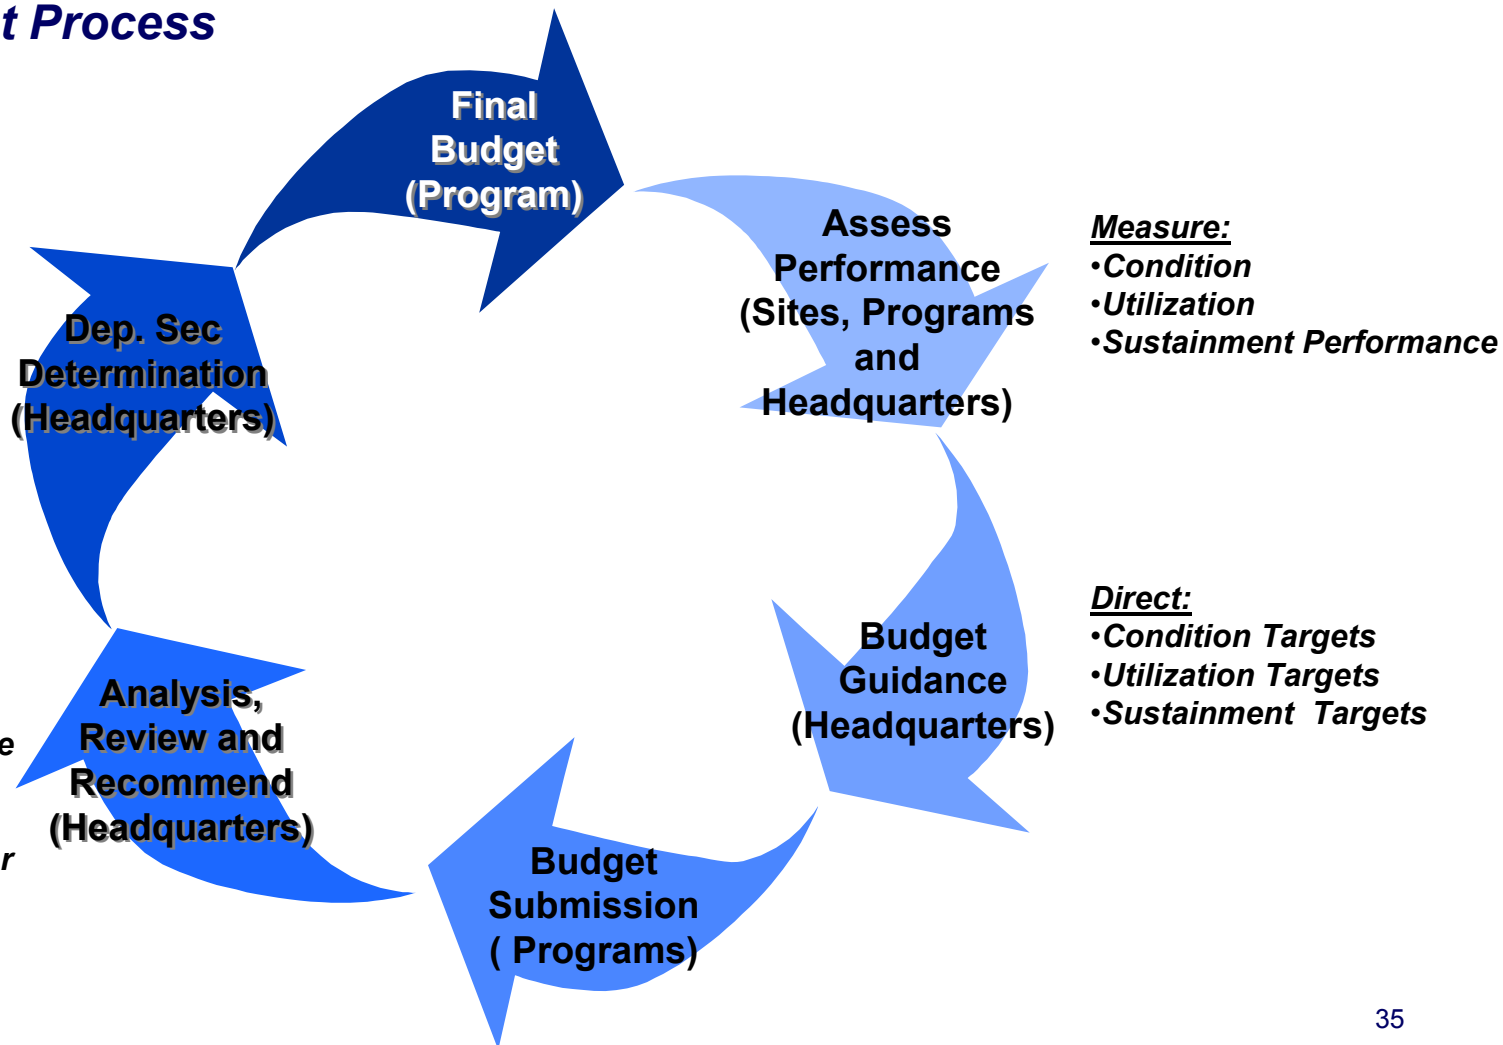 t Process
Final
Budget
(Program)
Assess
Performance
(Sites, Programs
and
Headquarters)
Measure:
•Condition
•Utilization
•Sustainment Performance
Dep. Sec
Determination
(Headquarters)
Budget
Guidance
(Headquarters)
Direct:
•Condition Targets
•Utilization Targets
•Sustainment  Targets
Analysis,
Review and
Recommend
(Headquarters)
e
r
Budget
Submission
( Programs)
35